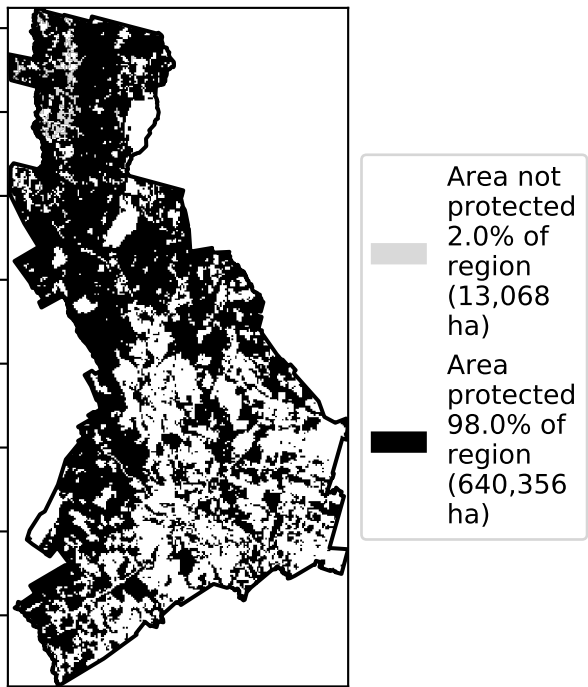 Area not
protected
2.0% of
region
(13,068
ha)
Area
protected
98.0% of
region
(640,356
ha)